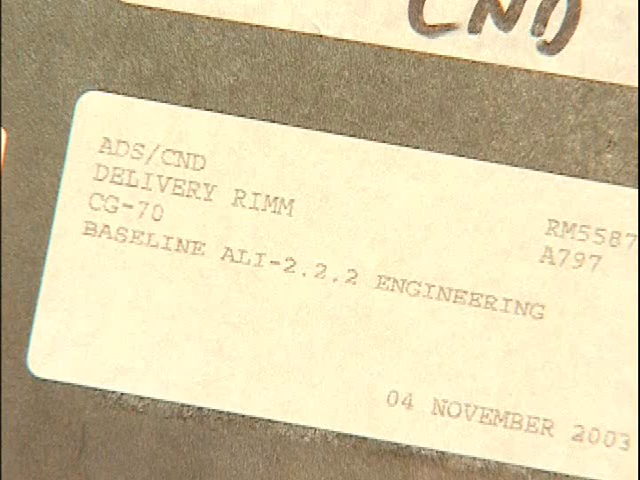 CND
ADS/CND
DELIVERY RIMM RM5587
CG-70 A797
BASELINE ALI-2.2.2 ENGINEERING
04 NOVEMBER 2003